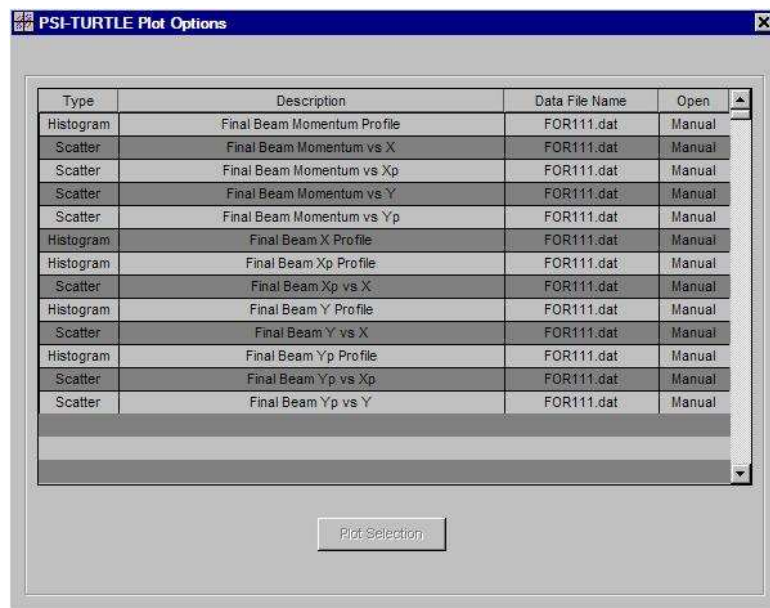 PSI-TURTLE Plot Options
Type Description Data File Name Open
Histogram Final Beam Momentum Profile FOR111.dat Manual
Scatter Final Beam Momentum vs X FOR111.dat Manual
Scatter Final Beam Momentum vs Xp FOR111.dat Manual
Scatter Final Beam Momentum vs Y FOR111.dat Manual
Scatter Final Beam Momentum vs Yp FOR111.dat Manual
Histogram Final Beam X Profile FOR111.dat Manual
Histogram Final Beam Xp Profile FOR111.dat Manual
Scatter Final Beam Xp vs X FOR111.dat Manual
Histogram Final Beam Y Profile FOR111.dat Manual
Scatter Final Beam Y vs X FOR111.dat Manual
Histogram Final Beam Yp Profile FOR111.dat Manual
Scatter Final Beam Yp vs Xp FOR111.dat Manual
Scatter Final Beam Yp vs Y FOR111.dat Manual
Plot Selection